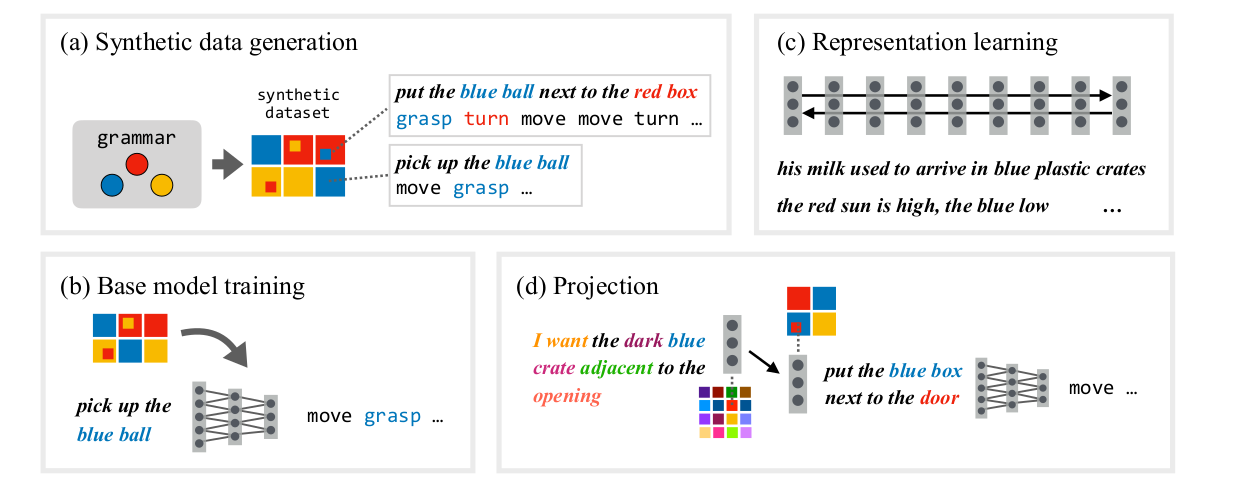 (a) Synthetic data generation
grammar
synthetic
dataset
put the blue ball next to the red box
grasp turn move move turn …
pick up the blue ball
move grasp …
(b) Base model training
pick up the
blue ball
move grasp …
(c) Representation learning
his milk used to arrive in blue plastic crates
the red sun is high, the blue low …
(d) Projection
I want the dark blue
crate adjacent to the
opening
put the blue box
next to the door
move …